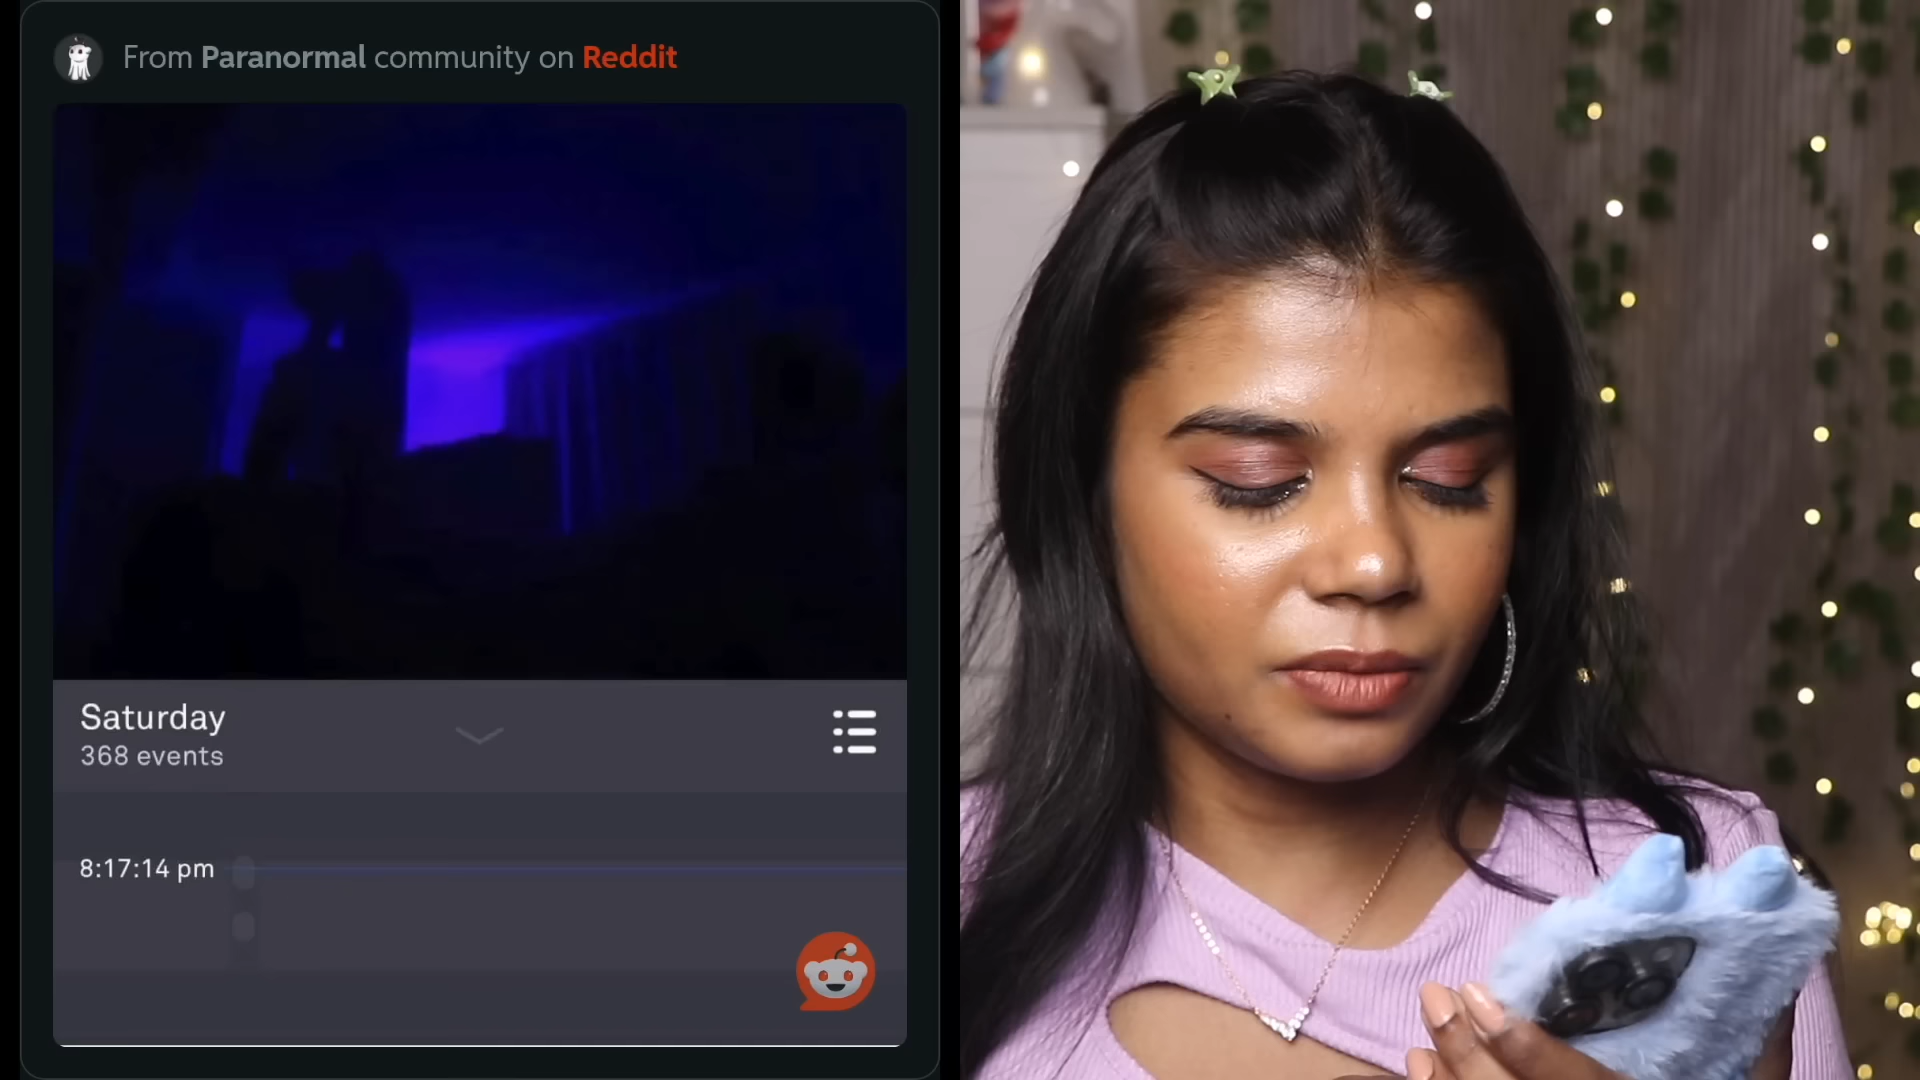 From Paranormal community on Reddit
Saturday
368 events
8:17:14 pm